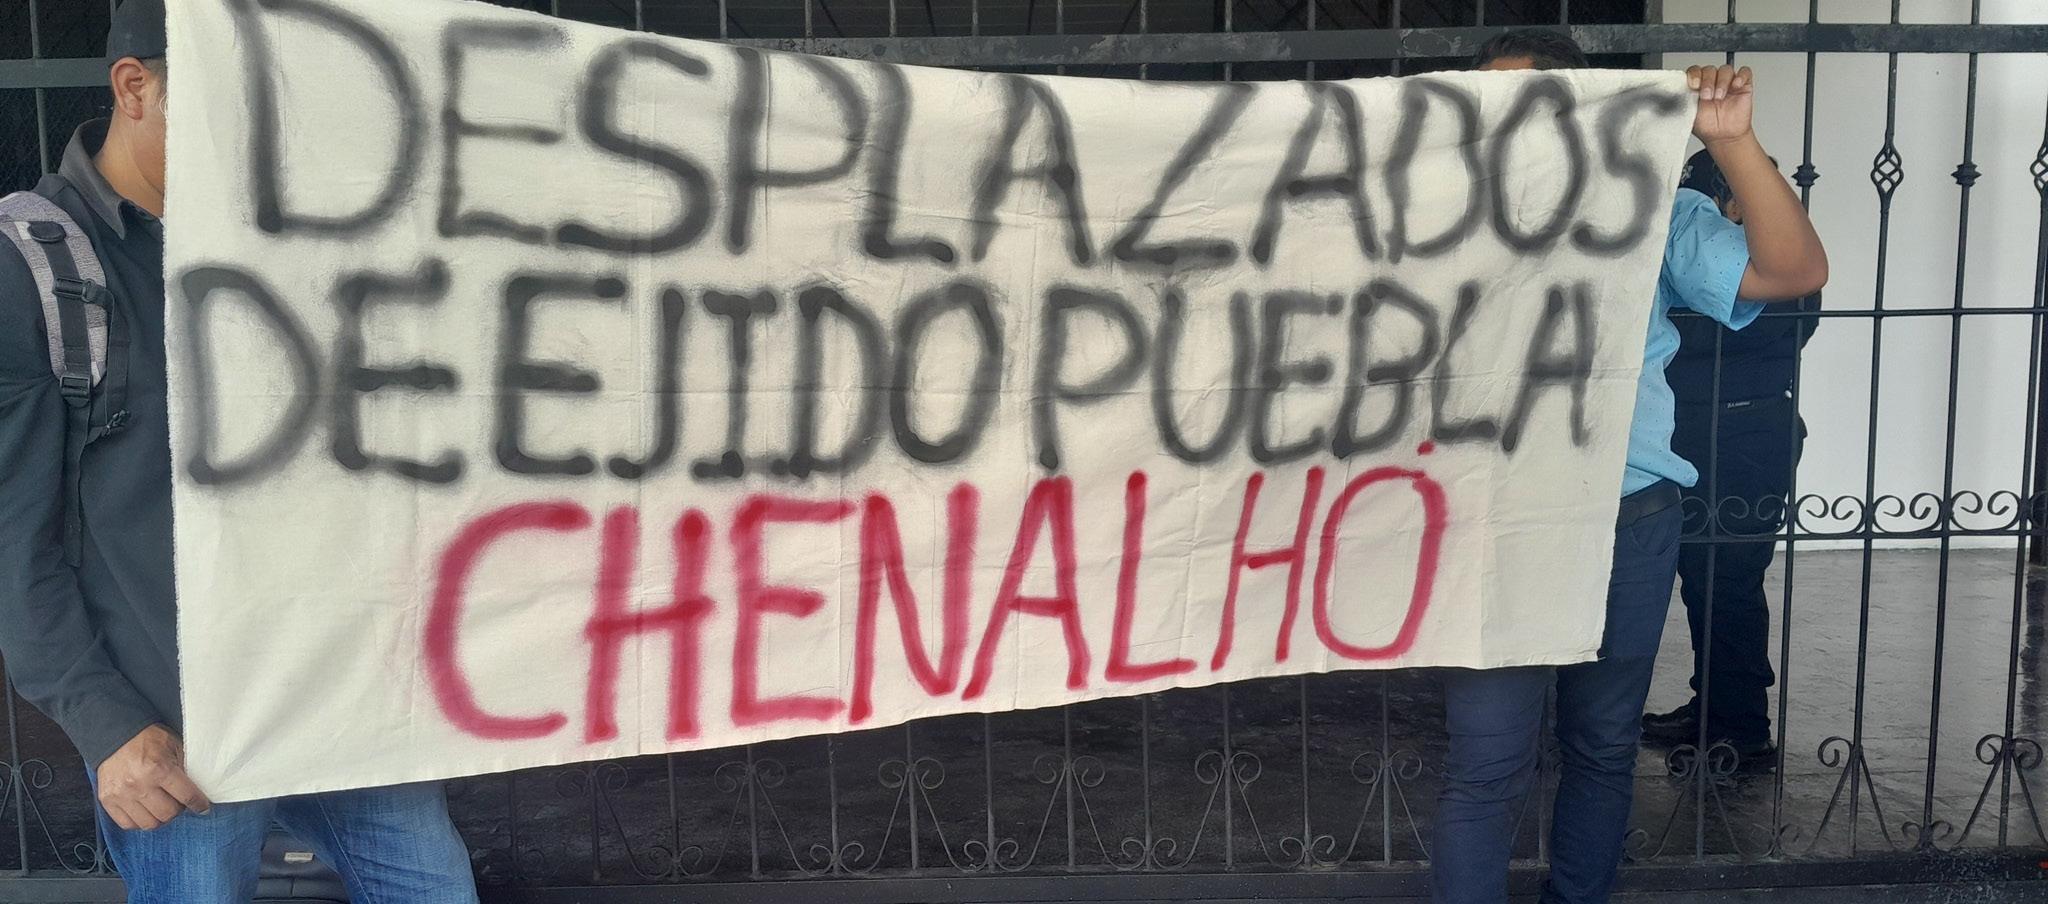 DESPLAZADOS
DE EJIDO PUEBLA
CHENALHÓ